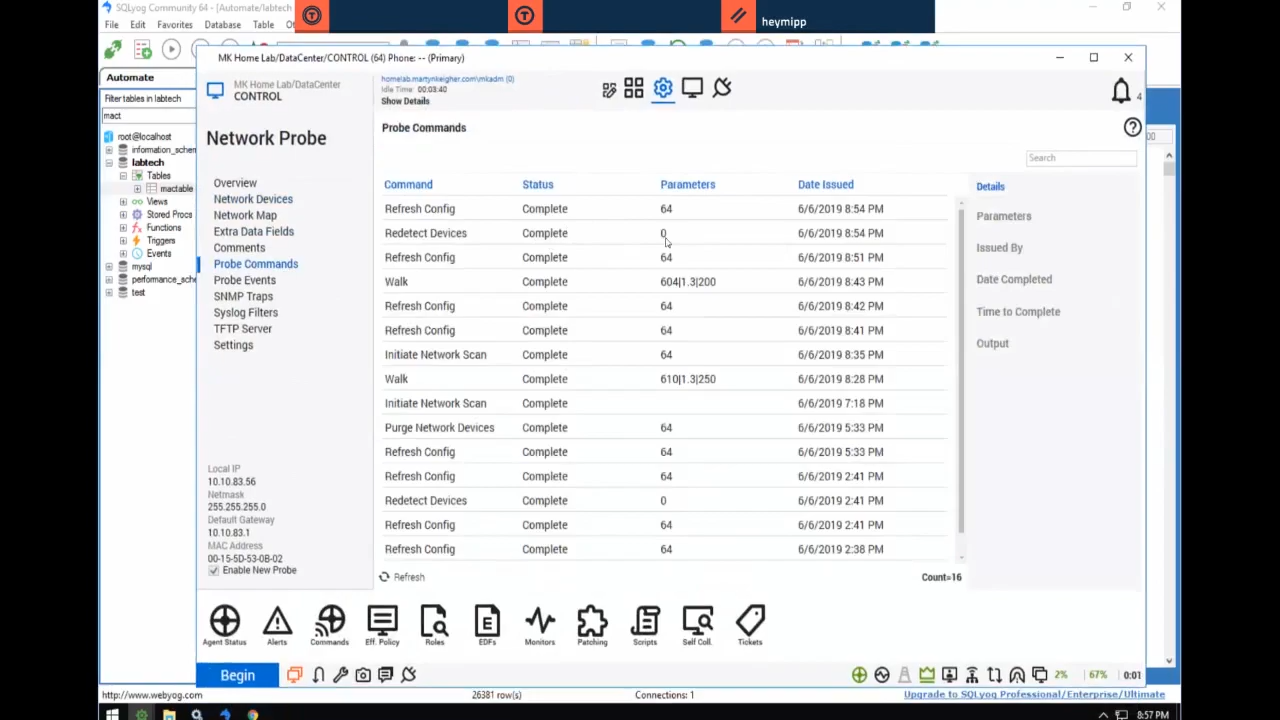 SQLyog Community 64 - [Automate/labtech
heymipp
File Edit Favorites Database Table
MK Home Lab/DataCenter/CONTROL (64) Phone: -- (Primary)
Automate
Filter tables in labtech
mact
root@localhost
information_schem
labtech
Tables
mactable
Views
Stored Procs
Functions
Triggers
Events
mysql
performance_sche
test
MK Home Lab/DataCenter
CONTROL
homelab.martynkeigher.com\mkadm (0)
Idle Time: 00:03:40
Show Details
4
Network Probe
Overview
Network Devices
Network Map
Extra Data Fields
Comments
Probe Commands
Probe Events
SNMP Traps
Syslog Filters
TFTP Server
Settings
Local IP
10.10.83.56
Netmask
255.255.255.0
Default Gateway
10.10.83.1
MAC Address
00-15-5D-53-0B-02
Enable New Probe
Probe Commands
Search
Command Status Parameters Date Issued
Refresh Config Complete 64 6/6/2019 8:54 PM
Redetect Devices Complete 0 6/6/2019 8:54 PM
Refresh Config Complete 64 6/6/2019 8:51 PM
Walk Complete 604|1.3|200 6/6/2019 8:43 PM
Refresh Config Complete 64 6/6/2019 8:42 PM
Refresh Config Complete 64 6/6/2019 8:41 PM
Initiate Network Scan Complete 64 6/6/2019 8:35 PM
Walk Complete 610|1.3|250 6/6/2019 8:28 PM
Initiate Network Scan Complete 6/6/2019 7:18 PM
Purge Network Devices Complete 64 6/6/2019 5:33 PM
Refresh Config Complete 64 6/6/2019 5:33 PM
Refresh Config Complete 64 6/6/2019 2:41 PM
Redetect Devices Complete 0 6/6/2019 2:41 PM
Refresh Config Complete 64 6/6/2019 2:41 PM
Refresh Config Complete 64 6/6/2019 2:38 PM
Refresh
Count=16
Details
Parameters
Issued By
Date Completed
Time to Complete
Output
Agent Status Alerts Commands Eff. Policy Roles EDFs Monitors Patching Scripts Self Coll. Tickets
Begin
2% 67% 0:01
http://www.webyog.com 26381 row(s) Connections: 1 Upgrade to SQLyog Professional/Enterprise/Ultimate
8:57 PM